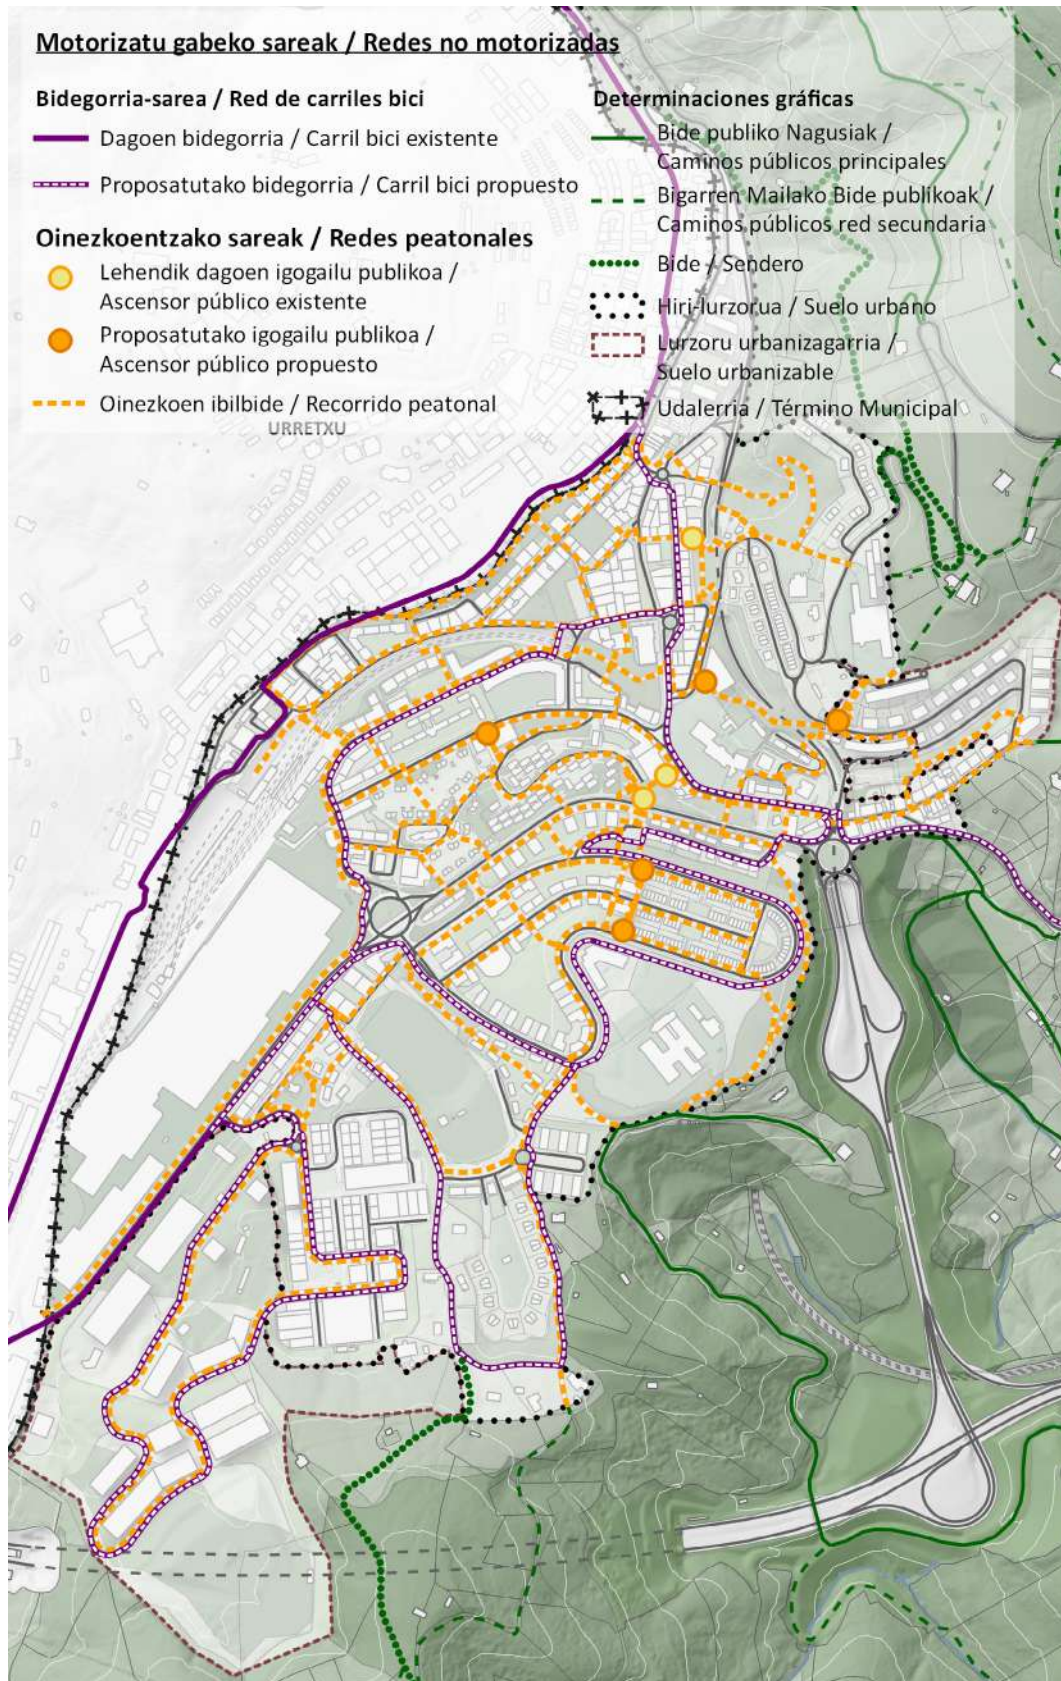 Motorizatu gabeko sareak / Redes no motorizadas
Bidegorria-sarea / Red de carriles bici
Dagoen bidegorria / Carril bici existente
Proposatutako bidegorria / Carril bici propuesto
Oinezkoentzako sareak / Redes peatonales
Lehendik dagoen igogailu publikoa /
Ascensor público existente
Proposatutako igogailu publikoa /
Ascensor público propuesto
Oinezkoen ibilbide / Recorrido peatonal
Determinaciones gráficas
Bide publiko Nagusiak /
Caminos públicos principales
Bigarren Mailako Bide publikoak /
Caminos públicos red secundaria
Bide / Sendero
Hiri-lurzorua / Suelo urbano
Lurzoru urbanizagarria /
Suelo urbanizable
Udalerria / Término Municipal
URRETXU